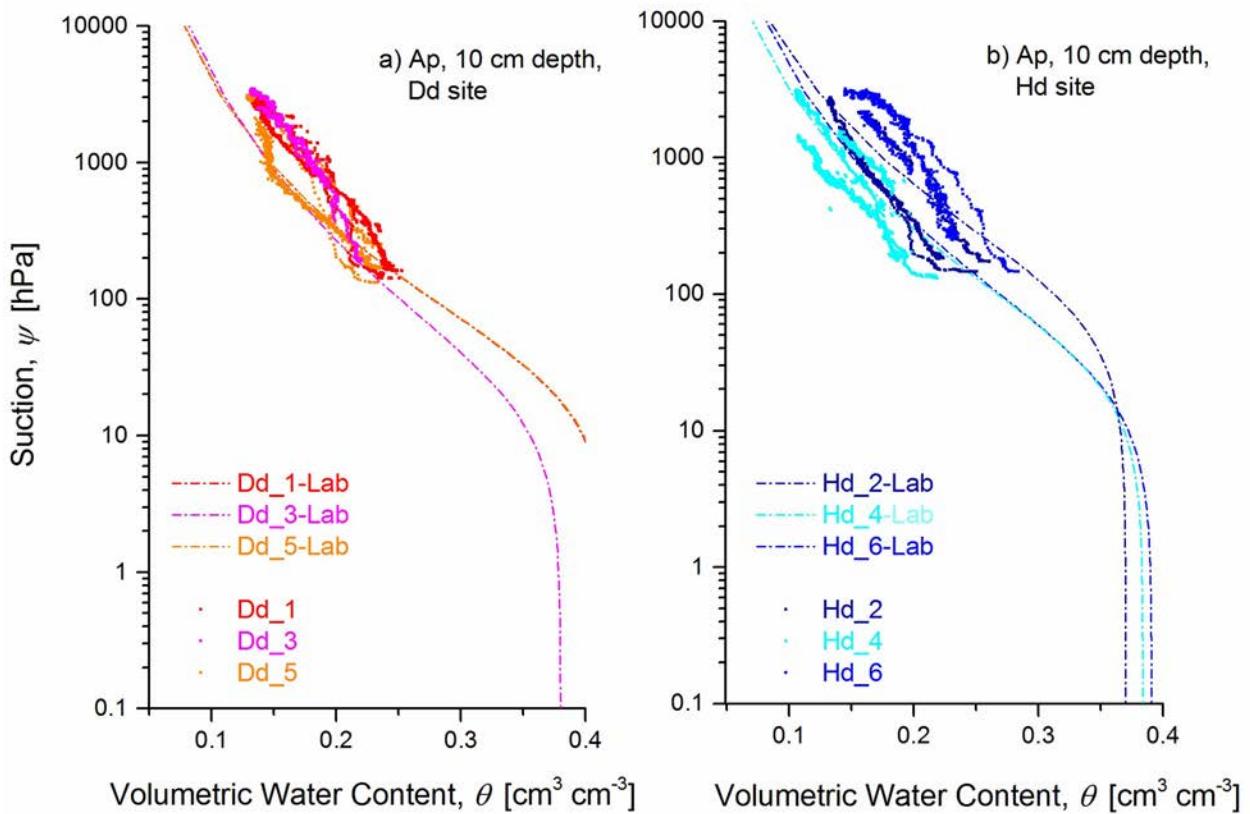 10000
1000
100
10
1
0.1
Suction, ψ [hPa]
a) Ap, 10 cm depth,
Dd site
Dd_1-Lab
Dd_3-Lab
Dd_5-Lab
Dd_1
Dd_3
Dd_5
0.1 0.2 0.3 0.4
Volumetric Water Content, θ [cm³ cm⁻³]
10000
1000
100
10
1
0.1
b) Ap, 10 cm depth,
Hd site
Hd_2-Lab
Hd_4-Lab
Hd_6-Lab
Hd_2
Hd_4
Hd_6
0.1 0.2 0.3 0.4
Volumetric Water Content, θ [cm³ cm⁻³]